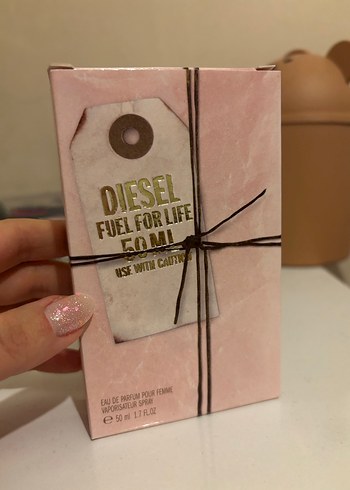 DIESEL
FUEL FOR LIFE
50 ML
USE WITH CAUTION
EAU DE PARFUM POUR FEMME
VAPORISATEUR SPRAY
℮ 50 ml 1.7 FL.OZ